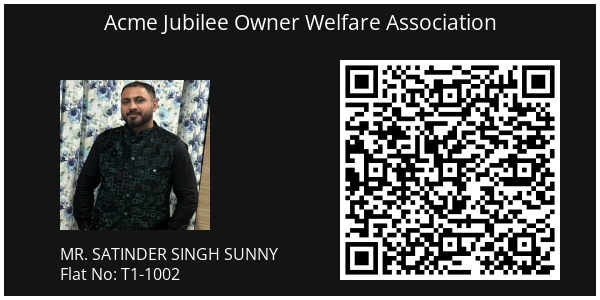 Acme Jubilee Owner Welfare Association
MR. SATINDER SINGH SUNNY
Flat No: T1-1002